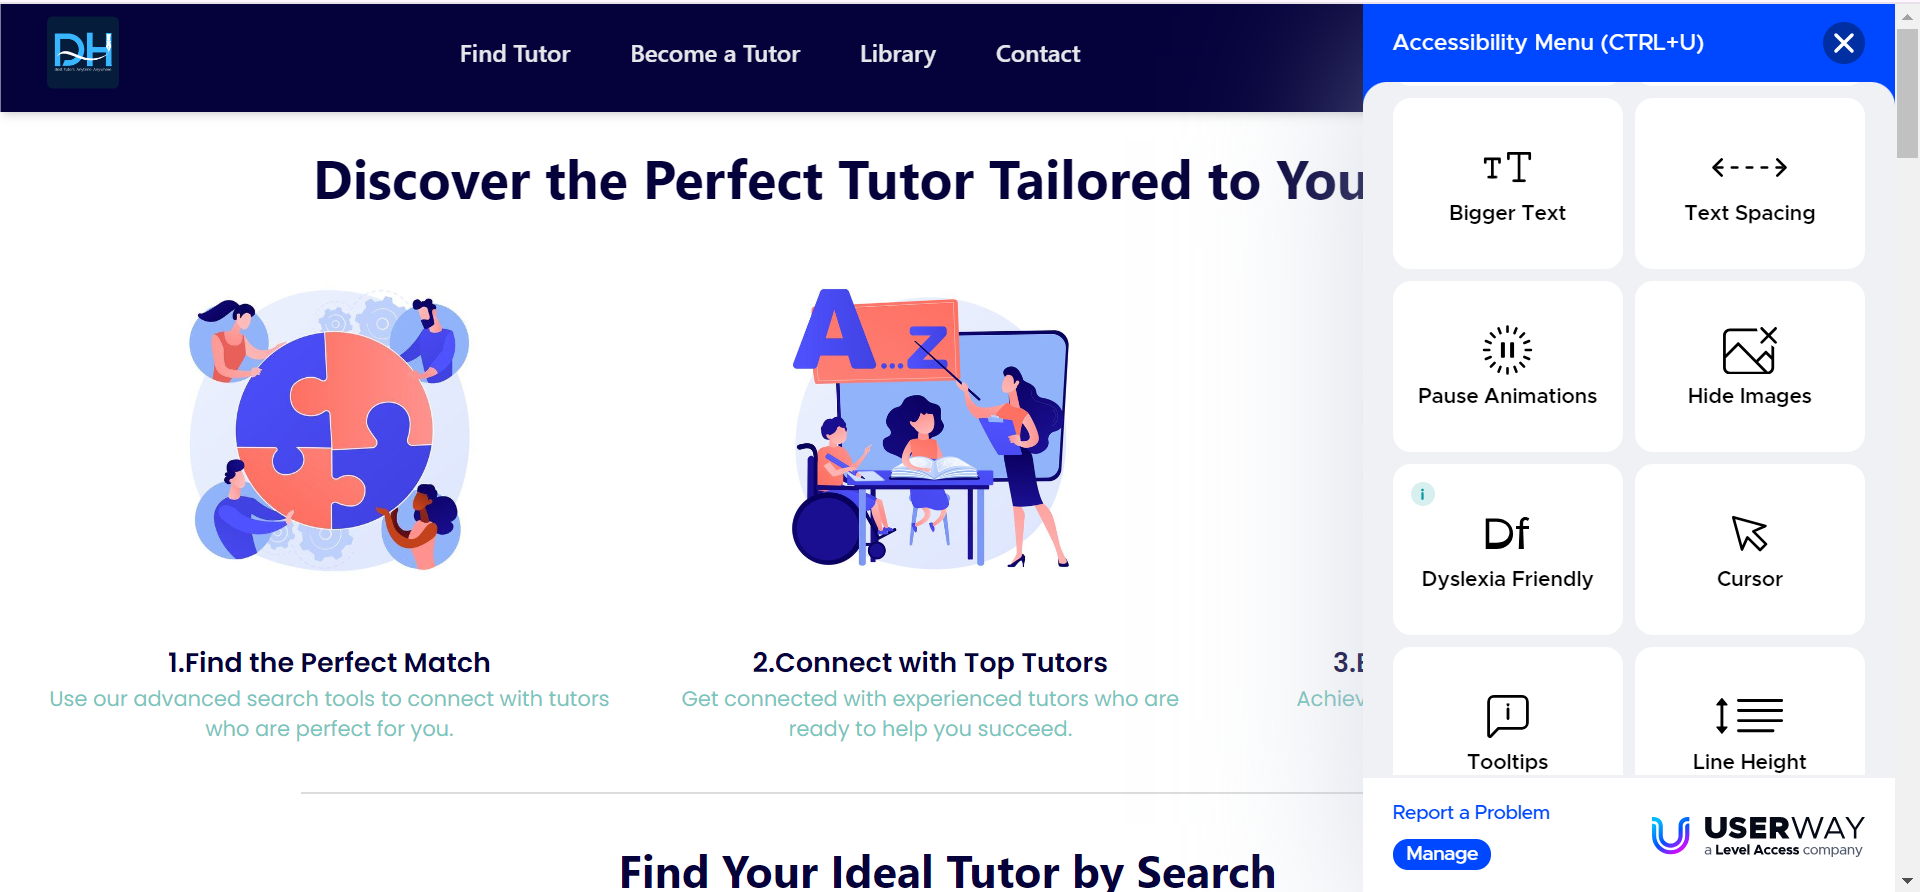 DH
Find Tutor
Become a Tutor
Library
Contact
Discover the Perfect Tutor Tailored to You
A...z
1.Find the Perfect Match
Use our advanced search tools to connect with tutors
who are perfect for you.
2.Connect with Top Tutors
Get connected with experienced tutors who are
ready to help you succeed.
3.
Achiev
Find Your Ideal Tutor by Search
Accessibility Menu (CTRL+U)
Bigger Text
Text Spacing
Pause Animations
Hide Images
Df
Dyslexia Friendly
Cursor
Tooltips
Line Height
Report a Problem
Manage
USERWAY
a Level Access company